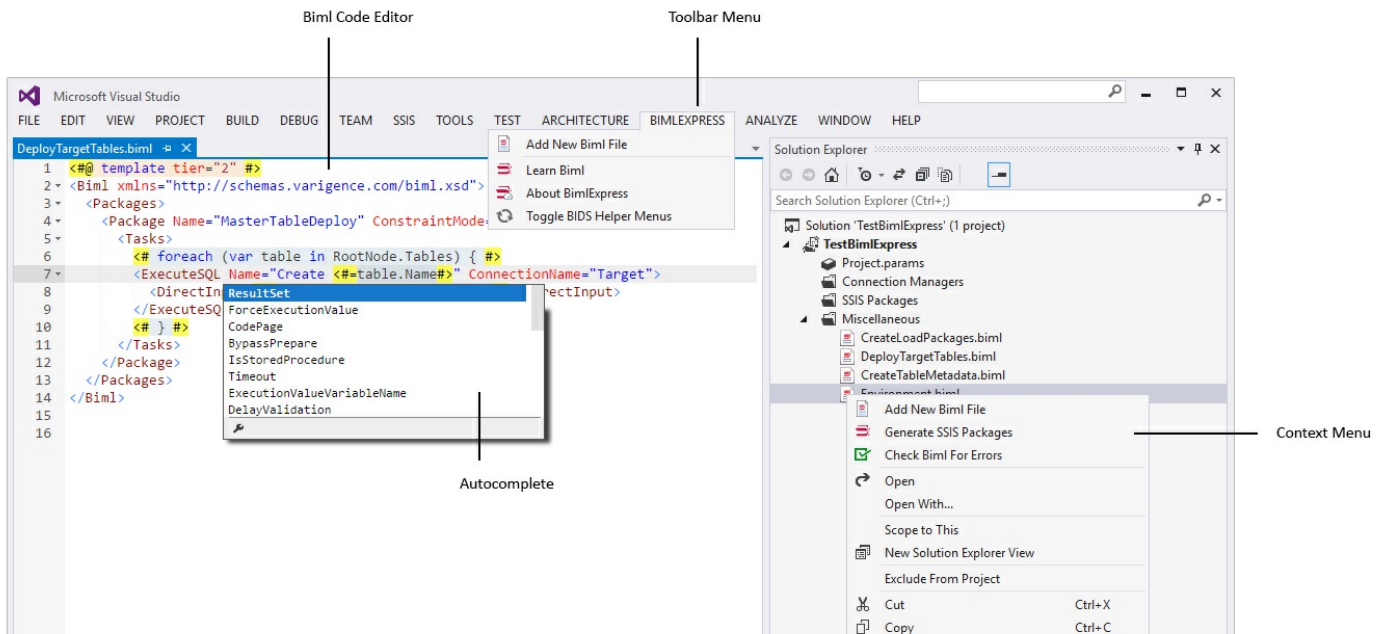 Biml Code Editor
Toolbar Menu
Microsoft Visual Studio
FILE EDIT VIEW PROJECT BUILD DEBUG TEAM SSIS TOOLS TEST ARCHITECTURE BIMLEXPRESS ANALYZE WINDOW HELP
DeployTargetTables.biml
1 <#@ template tier="2" #>
2 <Biml xmlns="http://schemas.varigence.com/biml.xsd">
3 <Packages>
4 <Package Name="MasterTableDeploy" ConstraintMode=
5 <Tasks>
6 <# foreach (var table in RootNode.Tables) { #>
7 <ExecuteSQL Name="Create <#=table.Name#>" ConnectionName="Target">
8 <DirectIn rectInput>
9 </ExecuteSQ
10 <# } #>
11 </Tasks>
12 </Package>
13 </Packages>
14 </Biml>
15
16
ResultSet
ForceExecutionValue
CodePage
BypassPrepare
IsStoredProcedure
Timeout
ExecutionValueVariableName
DelayValidation
Autocomplete
Add New Biml File
Learn Biml
About BimlExpress
Toggle BIDS Helper Menus
Solution Explorer
Search Solution Explorer (Ctrl+;)
Solution 'TestBimlExpress' (1 project)
TestBimlExpress
Project.params
Connection Managers
SSIS Packages
Miscellaneous
CreateLoadPackages.biml
DeployTargetTables.biml
CreateTableMetadata.biml
Environment.biml
Add New Biml File
Generate SSIS Packages
Check Biml For Errors
Open
Open With...
Scope to This
New Solution Explorer View
Exclude From Project
Cut Ctrl+X
Copy Ctrl+C
Context Menu